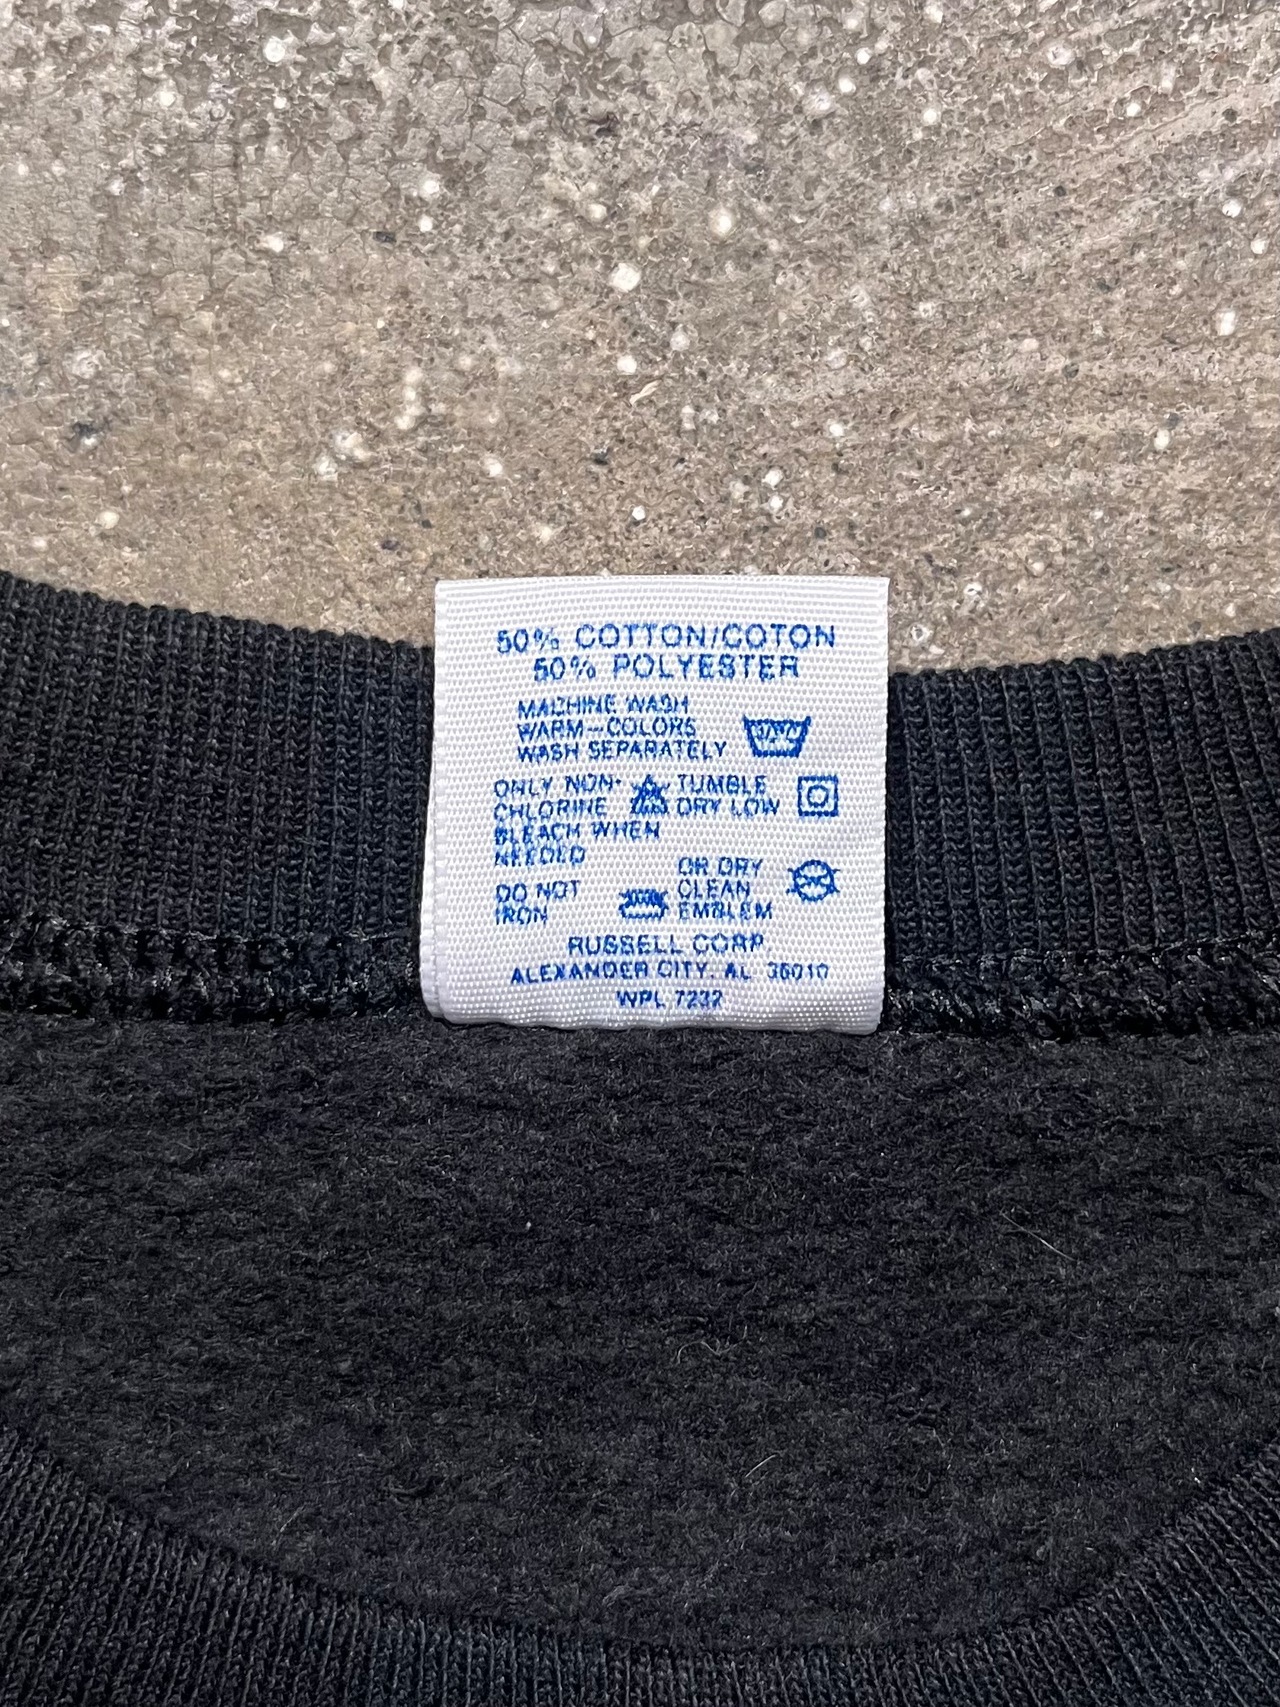 50% COTTON/COTON
50% POLYESTER
MACHINE WASH
WARM-COLORS
WASH SEPARATELY
ONLY NON-
CHLORINE
BLEACH WHEN
NEEDED
TUMBLE
DRY LOW
DO NOT
IRON
OR DRY
CLEAN
EMBLEM
RUSSELL CORP
ALEXANDER CITY, AL 35010
WPL 7232